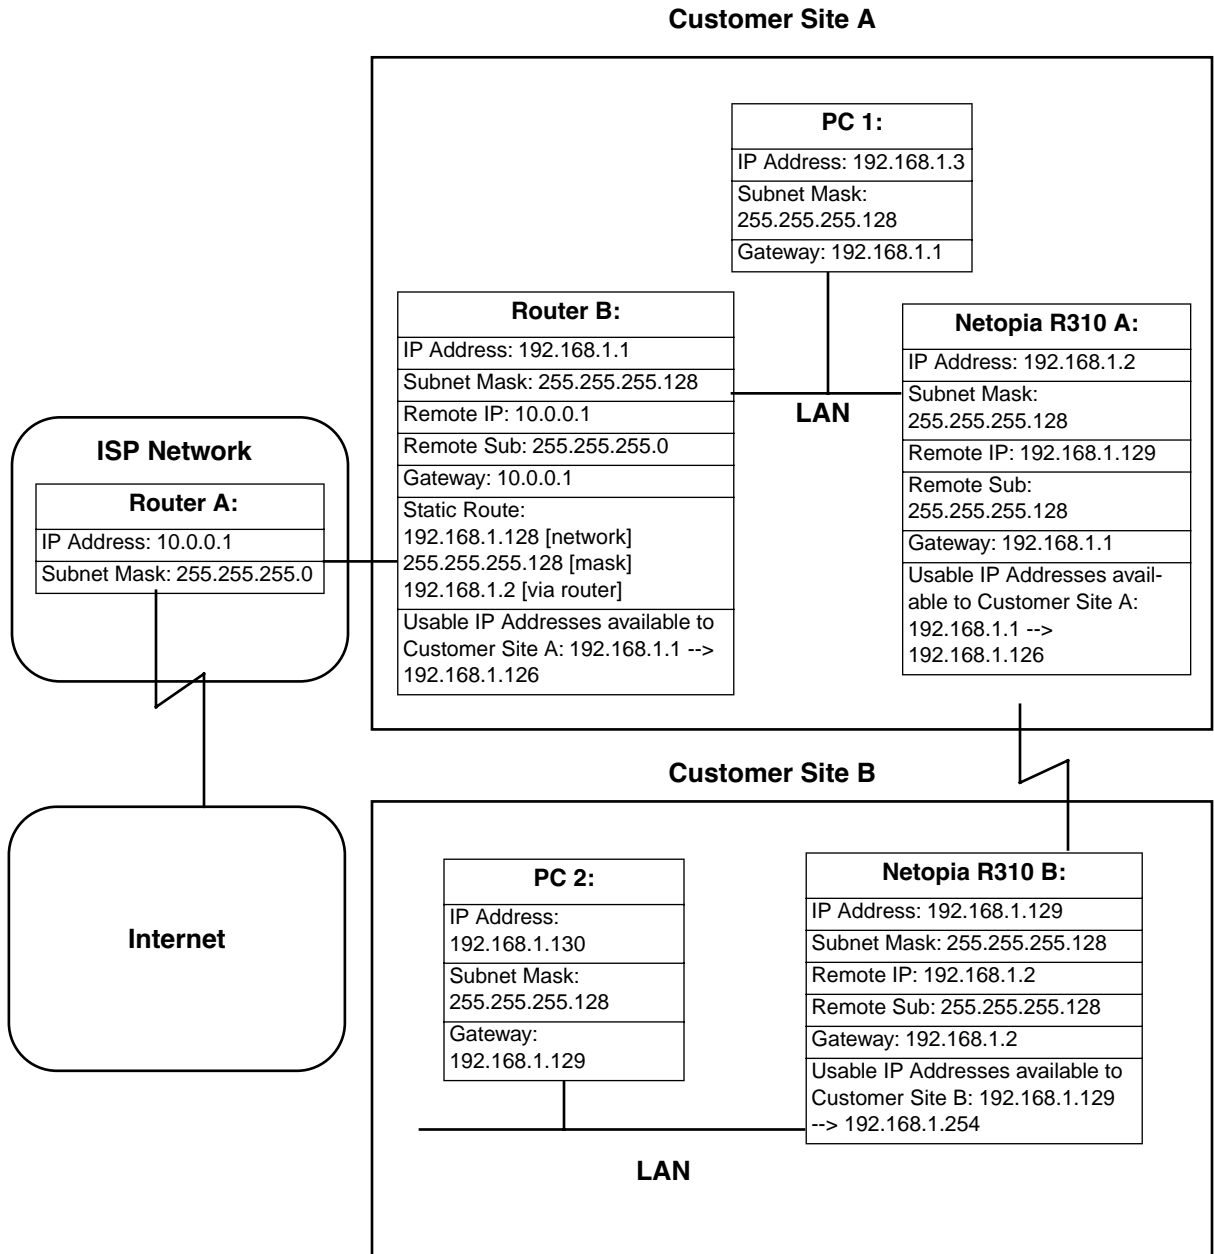 Customer Site A
PC 1:
IP Address: 192.168.1.3
Subnet Mask:
255.255.255.128
Gateway: 192.168.1.1
Router B:
IP Address: 192.168.1.1
Subnet Mask: 255.255.255.128
Remote IP: 10.0.0.1
Remote Sub: 255.255.255.0
Gateway: 10.0.0.1
Static Route:
192.168.1.128 [network]
255.255.255.128 [mask]
192.168.1.2 [via router]
Usable IP Addresses available to
Customer Site A: 192.168.1.1 -->
192.168.1.126
LAN
Netopia R310 A:
IP Address: 192.168.1.2
Subnet Mask:
255.255.255.128
Remote IP: 192.168.1.129
Remote Sub:
255.255.255.128
Gateway: 192.168.1.1
Usable IP Addresses avail-
able to Customer Site A:
192.168.1.1 -->
192.168.1.126
ISP Network
Router A:
IP Address: 10.0.0.1
Subnet Mask: 255.255.255.0
Internet
Customer Site B
PC 2:
IP Address:
192.168.1.130
Subnet Mask:
255.255.255.128
Gateway:
192.168.1.129
Netopia R310 B:
IP Address: 192.168.1.129
Subnet Mask: 255.255.255.128
Remote IP: 192.168.1.2
Remote Sub: 255.255.255.128
Gateway: 192.168.1.2
Usable IP Addresses available to
Customer Site B: 192.168.1.129
--> 192.168.1.254
LAN